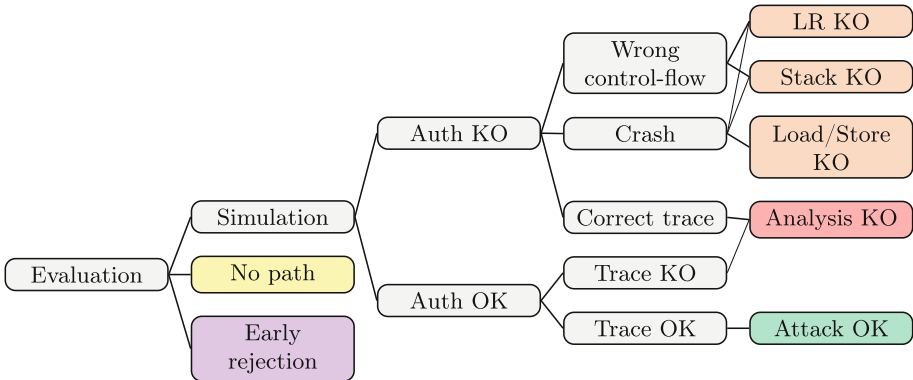 LR KO
Wrong
control-flow
Stack KO
Auth KO
Crash
Load/Store
KO
Simulation
Correct trace
Analysis KO
Evaluation
No path
Trace KO
Auth OK
Early
rejection
Trace OK
Attack OK